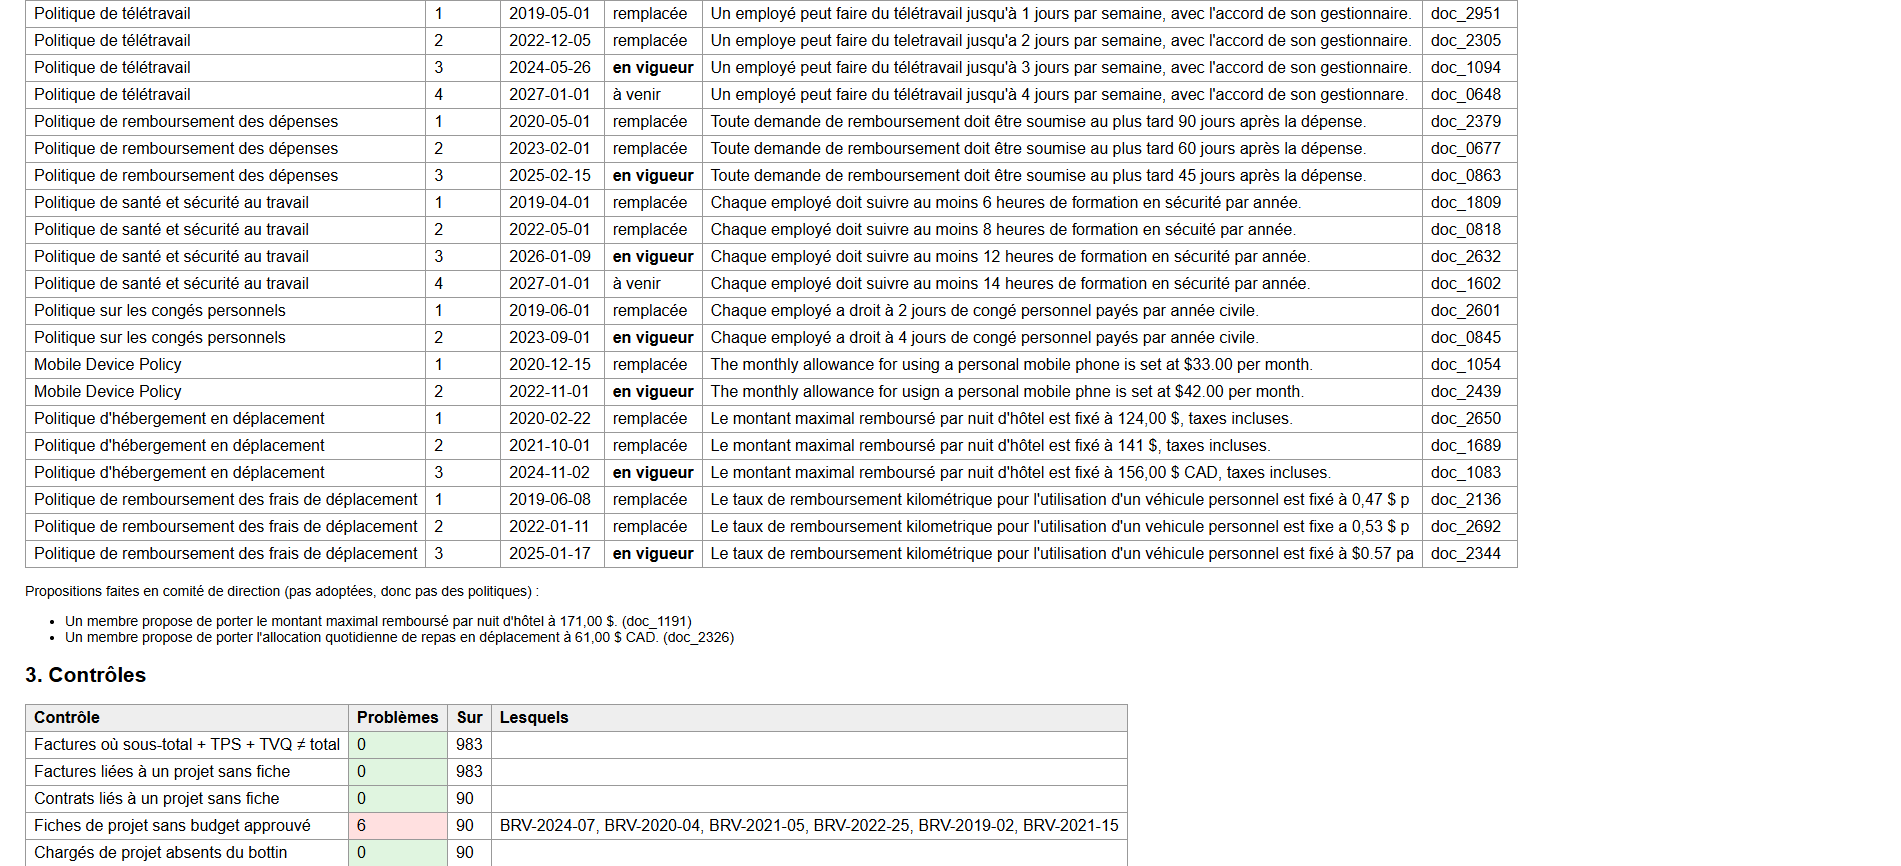 Politique de télétravail 1 2019-05-01 remplacée Un employé peut faire du télétravail jusqu'à 1 jours par semaine, avec l'accord de son gestionnaire. doc_2951
Politique de télétravail 2 2022-12-05 remplacée Un employe peut faire du teletravail jusqu'a 2 jours par semaine, avec l'accord de son gestionnaire. doc_2305
Politique de télétravail 3 2024-05-26 en vigueur Un employé peut faire du télétravail jusqu'à 3 jours par semaine, avec l'accord de son gestionnaire. doc_1094
Politique de télétravail 4 2027-01-01 à venir Un employé peut faire du télétravail jusqu'à 4 jours par semaine, avec l'accord de son gestionnare. doc_0648
Politique de remboursement des dépenses 1 2020-05-01 remplacée Toute demande de remboursement doit être soumise au plus tard 90 jours après la dépense. doc_2379
Politique de remboursement des dépenses 2 2023-02-01 remplacée Toute demande de remboursement doit être soumise au plus tard 60 jours après la dépense. doc_0677
Politique de remboursement des dépenses 3 2025-02-15 en vigueur Toute demande de remboursement doit être soumise au plus tard 45 jours après la dépense. doc_0863
Politique de santé et sécurité au travail 1 2019-04-01 remplacée Chaque employé doit suivre au moins 6 heures de formation en sécurité par année. doc_1809
Politique de santé et sécurité au travail 2 2022-05-01 remplacée Chaque employé doit suivre au moins 8 heures de formation en sécuité par année. doc_0818
Politique de santé et sécurité au travail 3 2026-01-09 en vigueur Chaque employé doit suivre au moins 12 heures de formation en sécurité par année. doc_2632
Politique de santé et sécurité au travail 4 2027-01-01 à venir Chaque employé doit suivre au moins 14 heures de formation en sécurité par année. doc_1602
Politique sur les congés personnels 1 2019-06-01 remplacée Chaque employé a droit à 2 jours de congé personnel payés par année civile. doc_2601
Politique sur les congés personnels 2 2023-09-01 en vigueur Chaque employé a droit à 4 jours de congé personnel payés par année civile. doc_0845
Mobile Device Policy 1 2020-12-15 remplacée The monthly allowance for using a personal mobile phone is set at $33.00 per month. doc_1054
Mobile Device Policy 2 2022-11-01 en vigueur The monthly allowance for usign a personal mobile phne is set at $42.00 per month. doc_2439
Politique d'hébergement en déplacement 1 2020-02-22 remplacée Le montant maximal remboursé par nuit d'hôtel est fixé à 124,00 $, taxes incluses. doc_2650
Politique d'hébergement en déplacement 2 2021-10-01 remplacée Le montant maximal remboursé par nuit d'hôtel est fixé à 141 $, taxes incluses. doc_1689
Politique d'hébergement en déplacement 3 2024-11-02 en vigueur Le montant maximal remboursé par nuit d'hôtel est fixé à 156,00 $ CAD, taxes incluses. doc_1083
Politique de remboursement des frais de déplacement 1 2019-06-08 remplacée Le taux de remboursement kilométrique pour l'utilisation d'un véhicule personnel est fixé à 0,47 $ p doc_2136
Politique de remboursement des frais de déplacement 2 2022-01-11 remplacée Le taux de remboursement kilometrique pour l'utilisation d'un vehicule personnel est fixe a 0,53 $ p doc_2692
Politique de remboursement des frais de déplacement 3 2025-01-17 en vigueur Le taux de remboursement kilométrique pour l'utilisation d'un véhicule personnel est fixé à $0.57 pa doc_2344
Propositions faites en comité de direction (pas adoptées, donc pas des politiques) :
• Un membre propose de porter le montant maximal remboursé par nuit d'hôtel à 171,00 $. (doc_1191)
• Un membre propose de porter l'allocation quotidienne de repas en déplacement à 61,00 $ CAD. (doc_2326)
3. Contrôles
Contrôle Problèmes Sur Lesquels
Factures où sous-total + TPS + TVQ ≠ total 0 983
Factures liées à un projet sans fiche 0 983
Contrats liés à un projet sans fiche 0 90
Fiches de projet sans budget approuvé 6 90 BRV-2024-07, BRV-2020-04, BRV-2021-05, BRV-2022-25, BRV-2019-02, BRV-2021-15
Chargés de projet absents du bottin 0 90